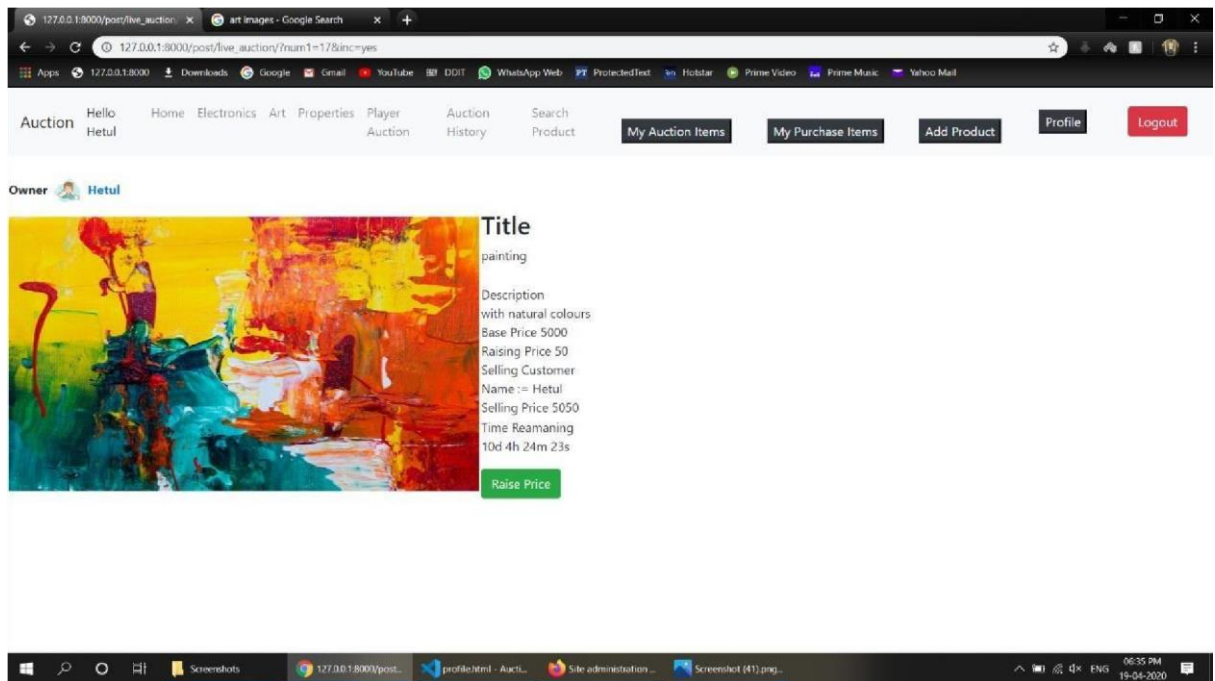 127.0.0.1:8000/post/live_auction/
art images - Google Search
127.0.0.1:8000/post/live_auction/?num1=17&inc=yes
Apps 127.0.0.1:8000 Downloads Google Gmail YouTube DDIT WhatsApp Web ProtectedText Hotstar Prime Video Prime Music Yahoo Mail
Auction
Hello Hetul
Home
Electronics
Art
Properties
Player Auction
Auction History
Search Product
My Auction Items
My Purchase Items
Add Product
Profile
Logout
Owner Hetul
Title
painting
Description
with natural colours
Base Price 5000
Raising Price 50
Selling Customer
Name := Hetul
Selling Price 5050
Time Reamaning
10d 4h 24m 23s
Raise Price
Screenshots
127.0.0.1:8000/post...
profile.html - Aucti...
Site administration ...
Screenshot (41).png...
ENG
06:35 PM
19-04-2020